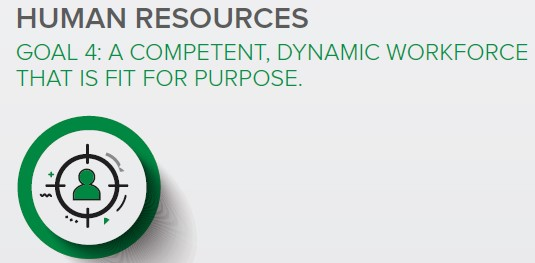 HUMAN RESOURCES
GOAL 4: A COMPETENT, DYNAMIC WORKFORCE
THAT IS FIT FOR PURPOSE.